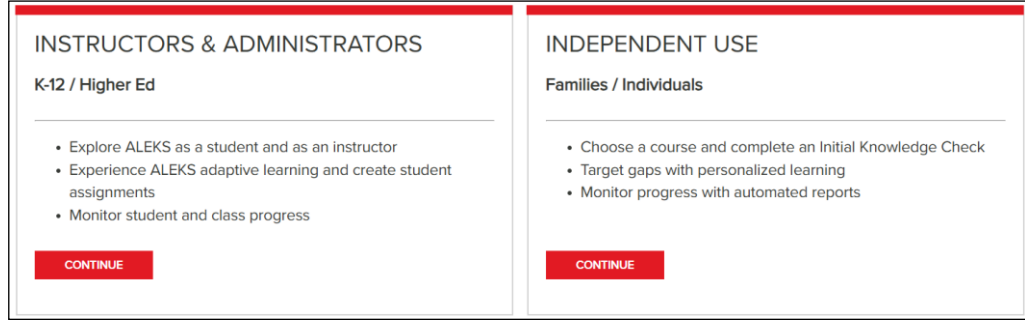 INSTRUCTORS & ADMINISTRATORS
K-12 / Higher Ed
• Explore ALEKS as a student and as an instructor
• Experience ALEKS adaptive learning and create student
assignments
• Monitor student and class progress
CONTINUE
INDEPENDENT USE
Families / Individuals
• Choose a course and complete an Initial Knowledge Check
• Target gaps with personalized learning
• Monitor progress with automated reports
CONTINUE